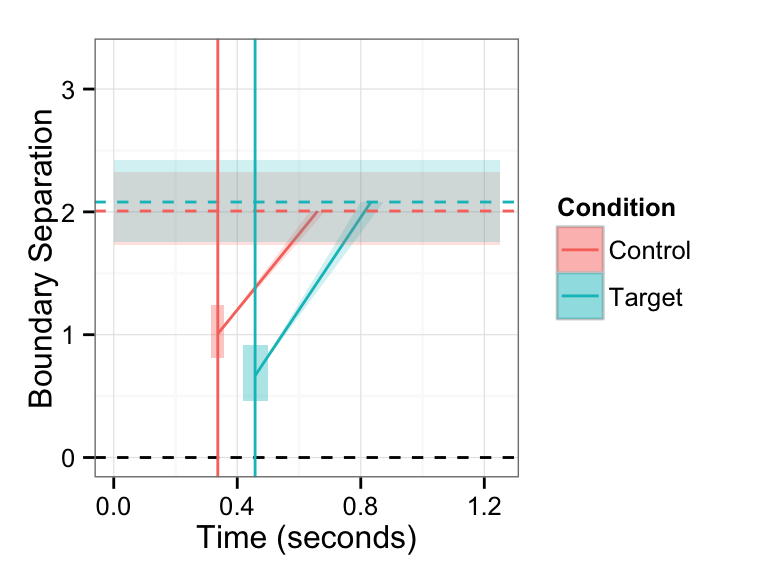 3
2
1
0
Boundary Separation
0.0 0.4 0.8 1.2
Time (seconds)
Condition
Control
Target